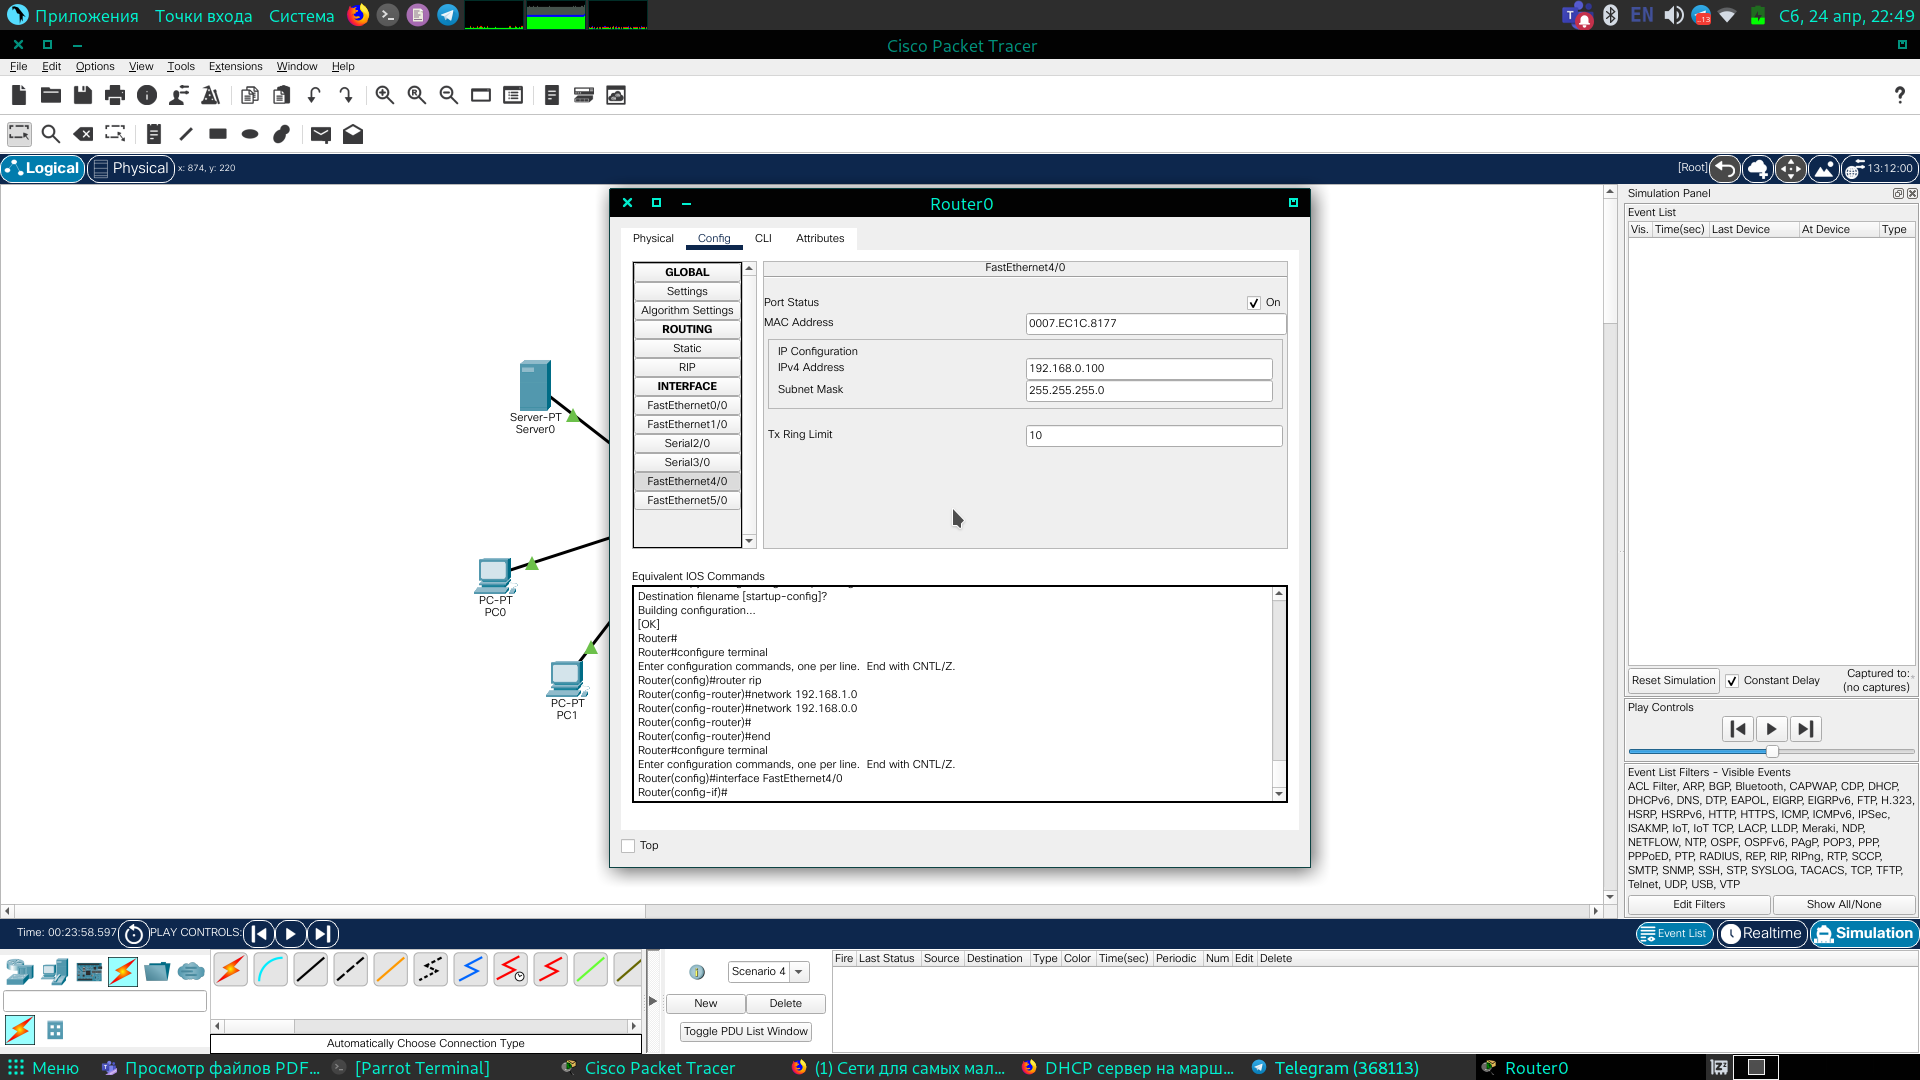 Приложения Точки входа Система
EN
Сб, 24 апр, 22:49
Cisco Packet Tracer
File Edit Options View Tools Extensions Window Help
Logical Physical x: 874, y: 220
[Root] 13:12:00
Router0
Physical Config CLI Attributes
GLOBAL
Settings
Algorithm Settings
ROUTING
Static
RIP
INTERFACE
FastEthernet0/0
FastEthernet1/0
Serial2/0
Serial3/0
FastEthernet4/0
FastEthernet5/0
FastEthernet4/0
Port Status On
MAC Address 0007.EC1C.8177
IP Configuration
IPv4 Address 192.168.0.100
Subnet Mask 255.255.255.0
Tx Ring Limit 10
Equivalent IOS Commands
Destination filename [startup-config]?
Building configuration...
[OK]
Router#
Router#configure terminal
Enter configuration commands, one per line. End with CNTL/Z.
Router(config)#router rip
Router(config-router)#network 192.168.1.0
Router(config-router)#network 192.168.0.0
Router(config-router)#
Router(config-router)#end
Router#configure terminal
Enter configuration commands, one per line. End with CNTL/Z.
Router(config)#interface FastEthernet4/0
Router(config-if)#
Top
Server-PT
Server0
PC-PT
PC0
PC-PT
PC1
Simulation Panel
Event List
Vis. Time(sec) Last Device At Device Type
Reset Simulation Constant Delay
Captured to:
(no captures)
Play Controls
Event List Filters - Visible Events
ACL Filter, ARP, BGP, Bluetooth, CAPWAP, CDP, DHCP,
DHCPv6, DNS, DTP, EAPOL, EIGRP, EIGRPv6, FTP, H.323,
HSRP, HSRPv6, HTTP, HTTPS, ICMP, ICMPv6, IPSec,
ISAKMP, IoT, IoT TCP, LACP, LLDP, Meraki, NDP,
NETFLOW, NTP, OSPF, OSPFv6, PAgP, POP3, PPP,
PPPoED, PTP, RADIUS, REP, RIP, RIPng, RTP, SCCP,
SMTP, SNMP, SSH, STP, SYSLOG, TACACS, TCP, TFTP,
Telnet, UDP, USB, VTP
Edit Filters Show All/None
Time: 00:23:58.597 PLAY CONTROLS:
Event List Realtime Simulation
Scenario 4
New Delete
Toggle PDU List Window
Fire Last Status Source Destination Type Color Time(sec) Periodic Num Edit Delete
Automatically Choose Connection Type
Меню Просмотр файлов PDF... [Parrot Terminal] Cisco Packet Tracer (1) Сети для самых мал... DHCP сервер на марш... Telegram (368113) Router0